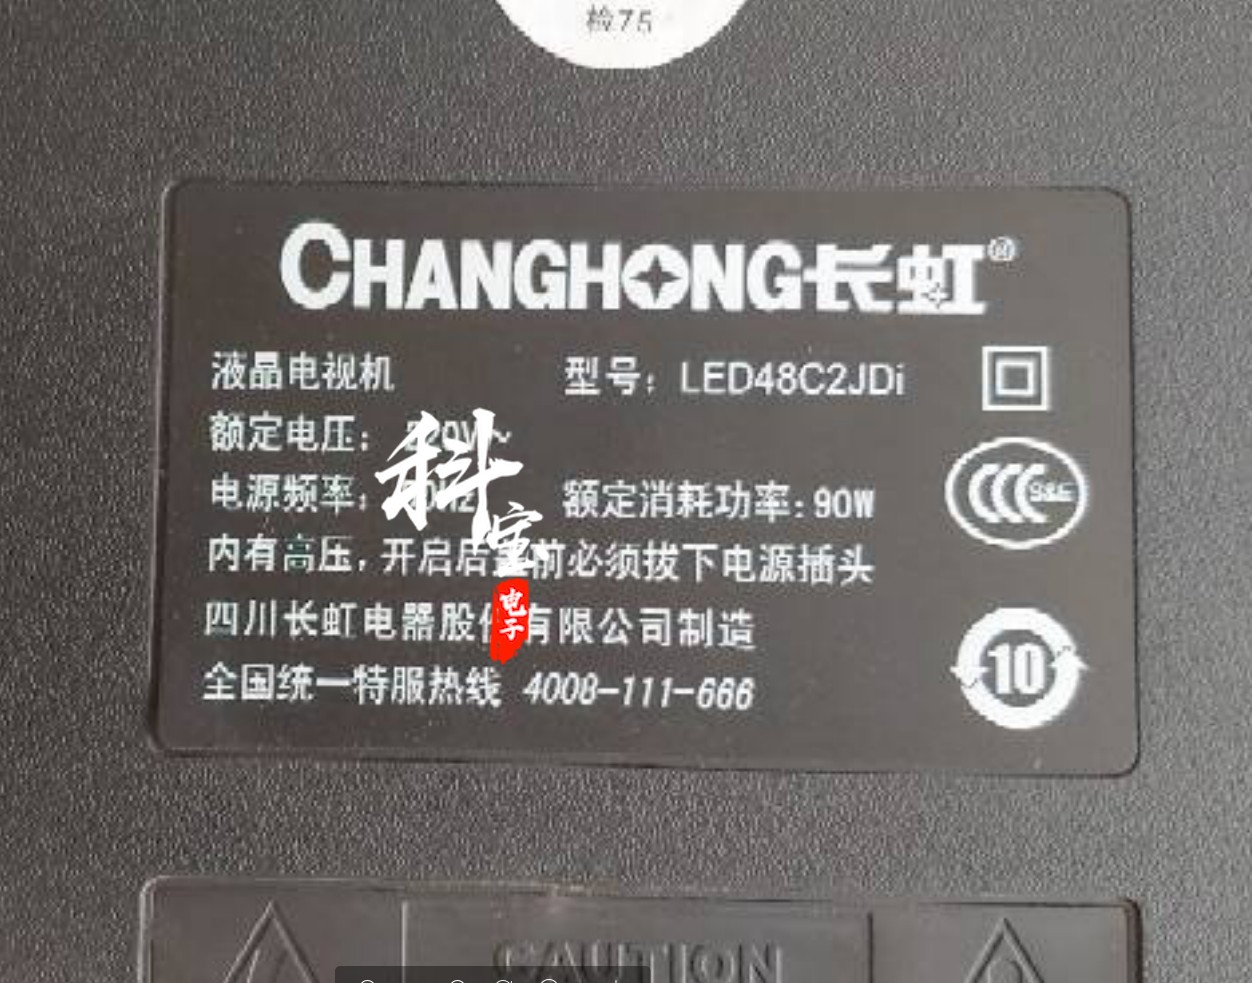 检75
CHANGHONG长虹®
液晶电视机 型号：LED48C2JDi
额定电压：220V~
电源频率： 额定消耗功率：90W
内有高压，开启后盖前必须拔下电源插头
四川长虹电器股份有限公司制造
全国统一特服热线 4008-111-666
CCC S&E
10
科宝
电子
CAUTION